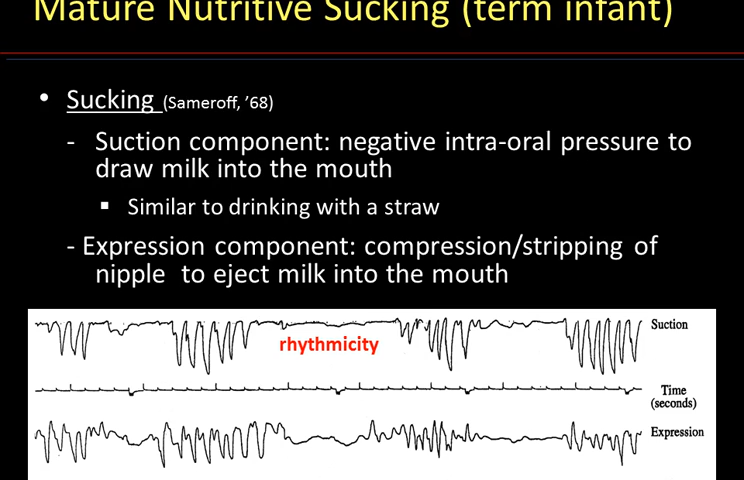 Mature Nutritive Sucking (term infant)
• Sucking (Sameroff, ’68)
- Suction component: negative intra-oral pressure to
draw milk into the mouth
▪ Similar to drinking with a straw
- Expression component: compression/stripping of
nipple to eject milk into the mouth
Suction
rhythmicity
Time
(seconds)
Expression